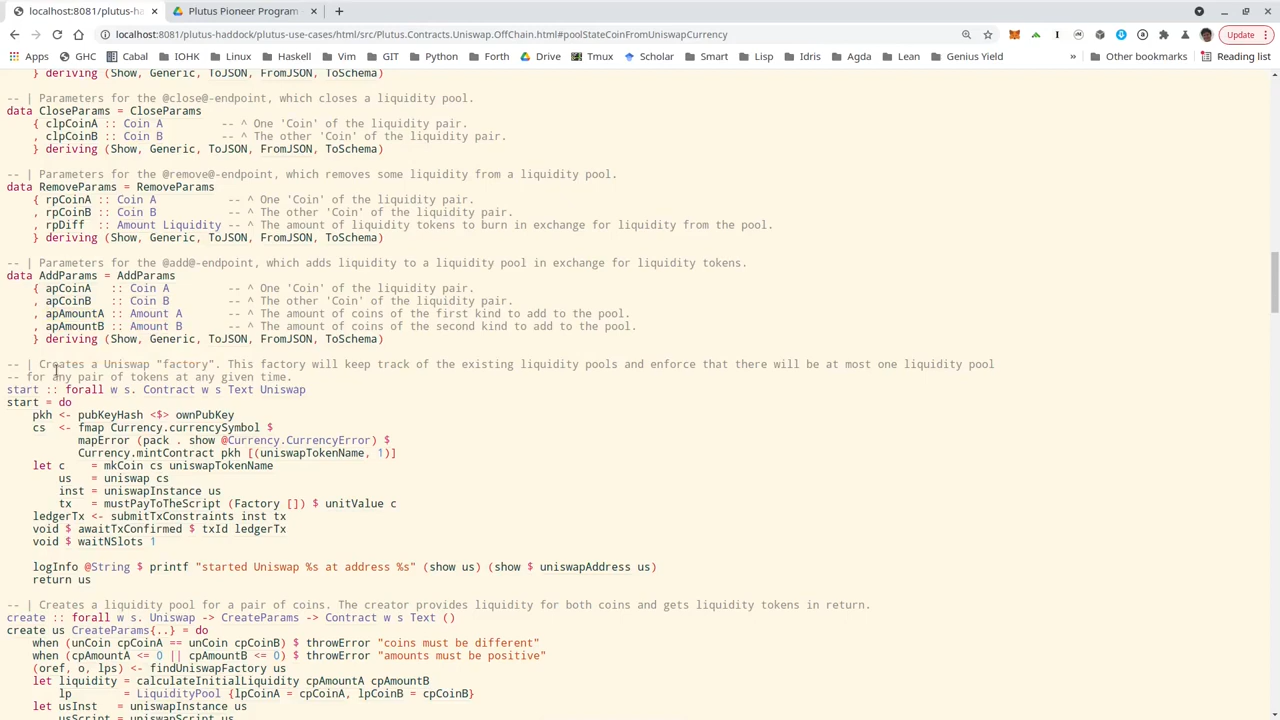 localhost:8081/plutus-ha
Plutus Pioneer Program
localhost:8081/plutus-haddock/plutus-use-cases/html/src/Plutus.Contracts.Uniswap.OffChain.html#poolStateCoinFromUniswapCurrency
Update
Apps GHC Cabal IOHK Linux Haskell Vim GIT Python Forth Drive Tmux Scholar Smart Lisp Idris Agda Lean Genius Yield » Other bookmarks Reading list
} deriving (Show, Generic, ToJSON, FromJSON, ToSchema)
-- | Parameters for the @close@-endpoint, which closes a liquidity pool.
data CloseParams = CloseParams
{ clpCoinA :: Coin A -- ^ One 'Coin' of the liquidity pair.
, clpCoinB :: Coin B -- ^ The other 'Coin' of the liquidity pair.
} deriving (Show, Generic, ToJSON, FromJSON, ToSchema)
-- | Parameters for the @remove@-endpoint, which removes some liquidity from a liquidity pool.
data RemoveParams = RemoveParams
{ rpCoinA :: Coin A -- ^ One 'Coin' of the liquidity pair.
, rpCoinB :: Coin B -- ^ The other 'Coin' of the liquidity pair.
, rpDiff :: Amount Liquidity -- ^ The amount of liquidity tokens to burn in exchange for liquidity from the pool.
} deriving (Show, Generic, ToJSON, FromJSON, ToSchema)
-- | Parameters for the @add@-endpoint, which adds liquidity to a liquidity pool in exchange for liquidity tokens.
data AddParams = AddParams
{ apCoinA :: Coin A -- ^ One 'Coin' of the liquidity pair.
, apCoinB :: Coin B -- ^ The other 'Coin' of the liquidity pair.
, apAmountA :: Amount A -- ^ The amount of coins of the first kind to add to the pool.
, apAmountB :: Amount B -- ^ The amount of coins of the second kind to add to the pool.
} deriving (Show, Generic, ToJSON, FromJSON, ToSchema)
-- | Creates a Uniswap "factory". This factory will keep track of the existing liquidity pools and enforce that there will be at most one liquidity pool
-- for any pair of tokens at any given time.
start :: forall w s. Contract w s Text Uniswap
start = do
pkh <- pubKeyHash <$> ownPubKey
cs <- fmap Currency.currencySymbol $
mapError (pack . show @Currency.CurrencyError) $
Currency.mintContract pkh [(uniswapTokenName, 1)]
let c = mkCoin cs uniswapTokenName
us = uniswap cs
inst = uniswapInstance us
tx = mustPayToTheScript (Factory []) $ unitValue c
ledgerTx <- submitTxConstraints inst tx
void $ awaitTxConfirmed $ txId ledgerTx
void $ waitNSlots 1
logInfo @String $ printf "started Uniswap %s at address %s" (show us) (show $ uniswapAddress us)
return us
-- | Creates a liquidity pool for a pair of coins. The creator provides liquidity for both coins and gets liquidity tokens in return.
create :: forall w s. Uniswap -> CreateParams -> Contract w s Text ()
create us CreateParams{..} = do
when (unCoin cpCoinA == unCoin cpCoinB) $ throwError "coins must be different"
when (cpAmountA <= 0 || cpAmountB <= 0) $ throwError "amounts must be positive"
(oref, o, lps) <- findUniswapFactory us
let liquidity = calculateInitialLiquidity cpAmountA cpAmountB
lp = LiquidityPool {lpCoinA = cpCoinA, lpCoinB = cpCoinB}
let usInst = uniswapInstance us
usScript = uniswapScript us